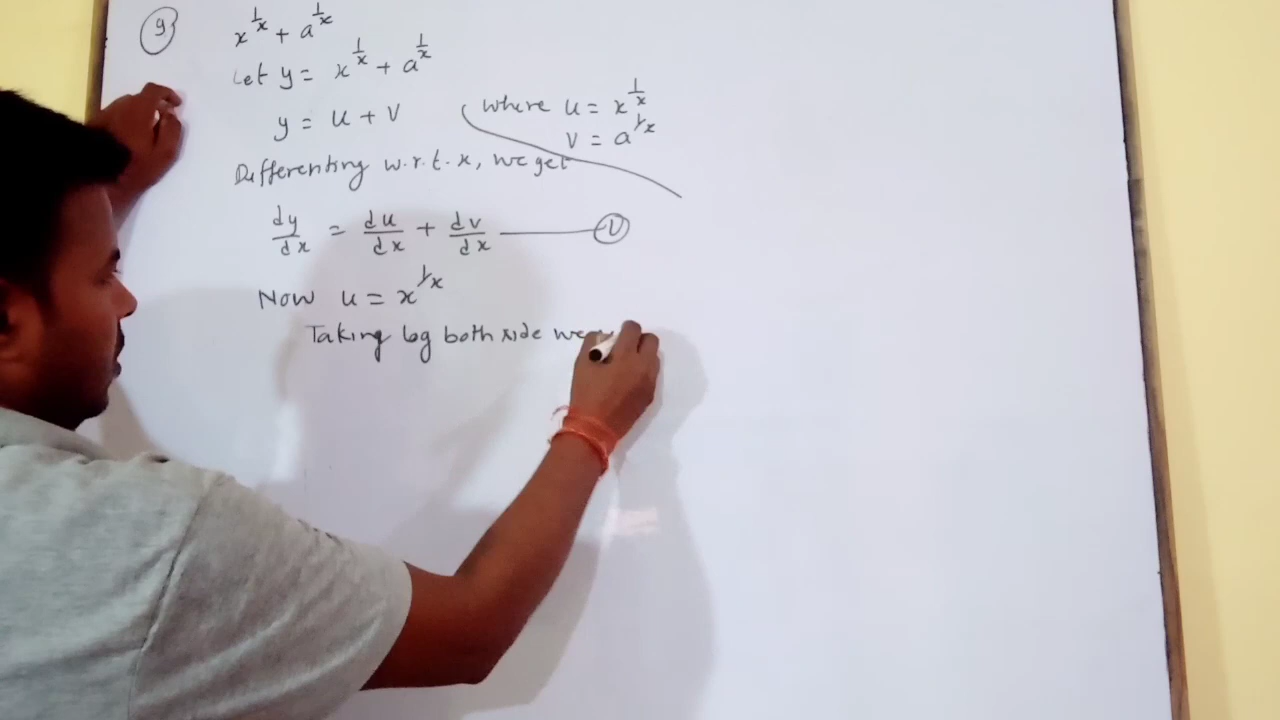 9 x^{1/x} + a^{1/x}
Let y = x^{1/x} + a^{1/x}
y = u + v where u = x^{1/x}
v = a^{1/x}
Differenting w.r.t. x, we get
dy/dx = du/dx + dv/dx
Now u = x^{1/x}
Taking log both side we